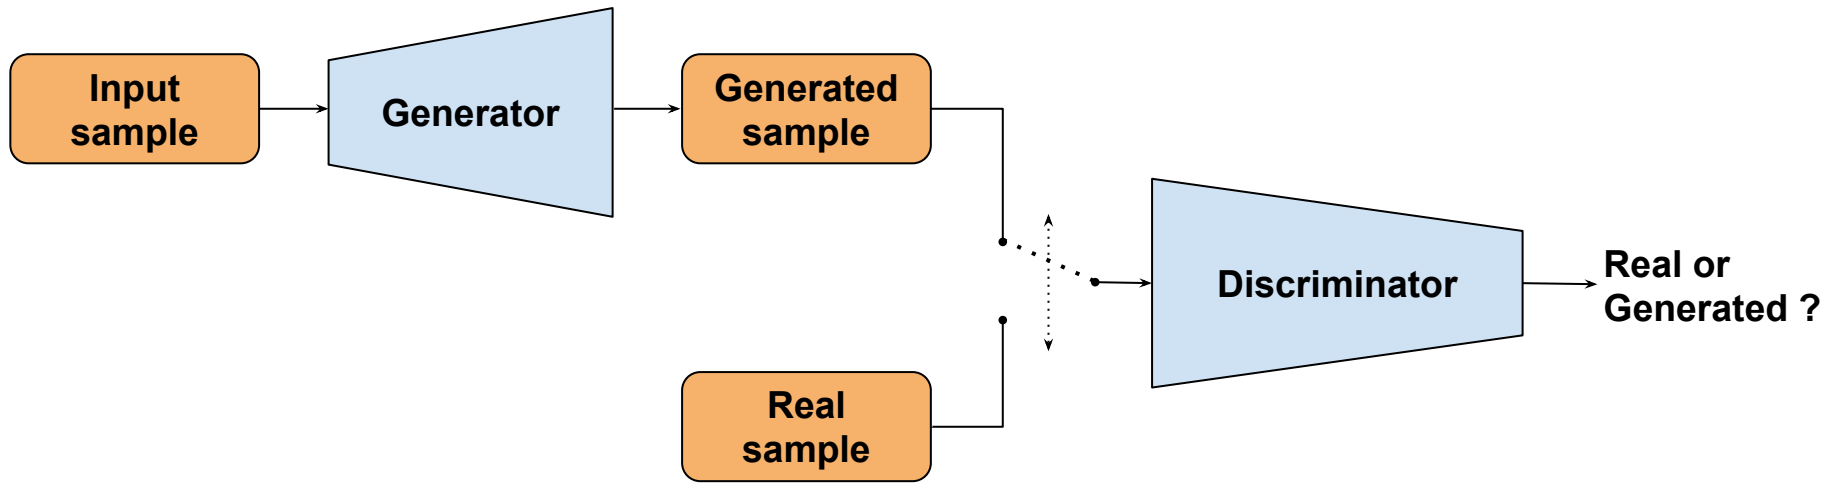 Input
sample
Generator
Generated
sample
Real
sample
Discriminator
Real or
Generated ?